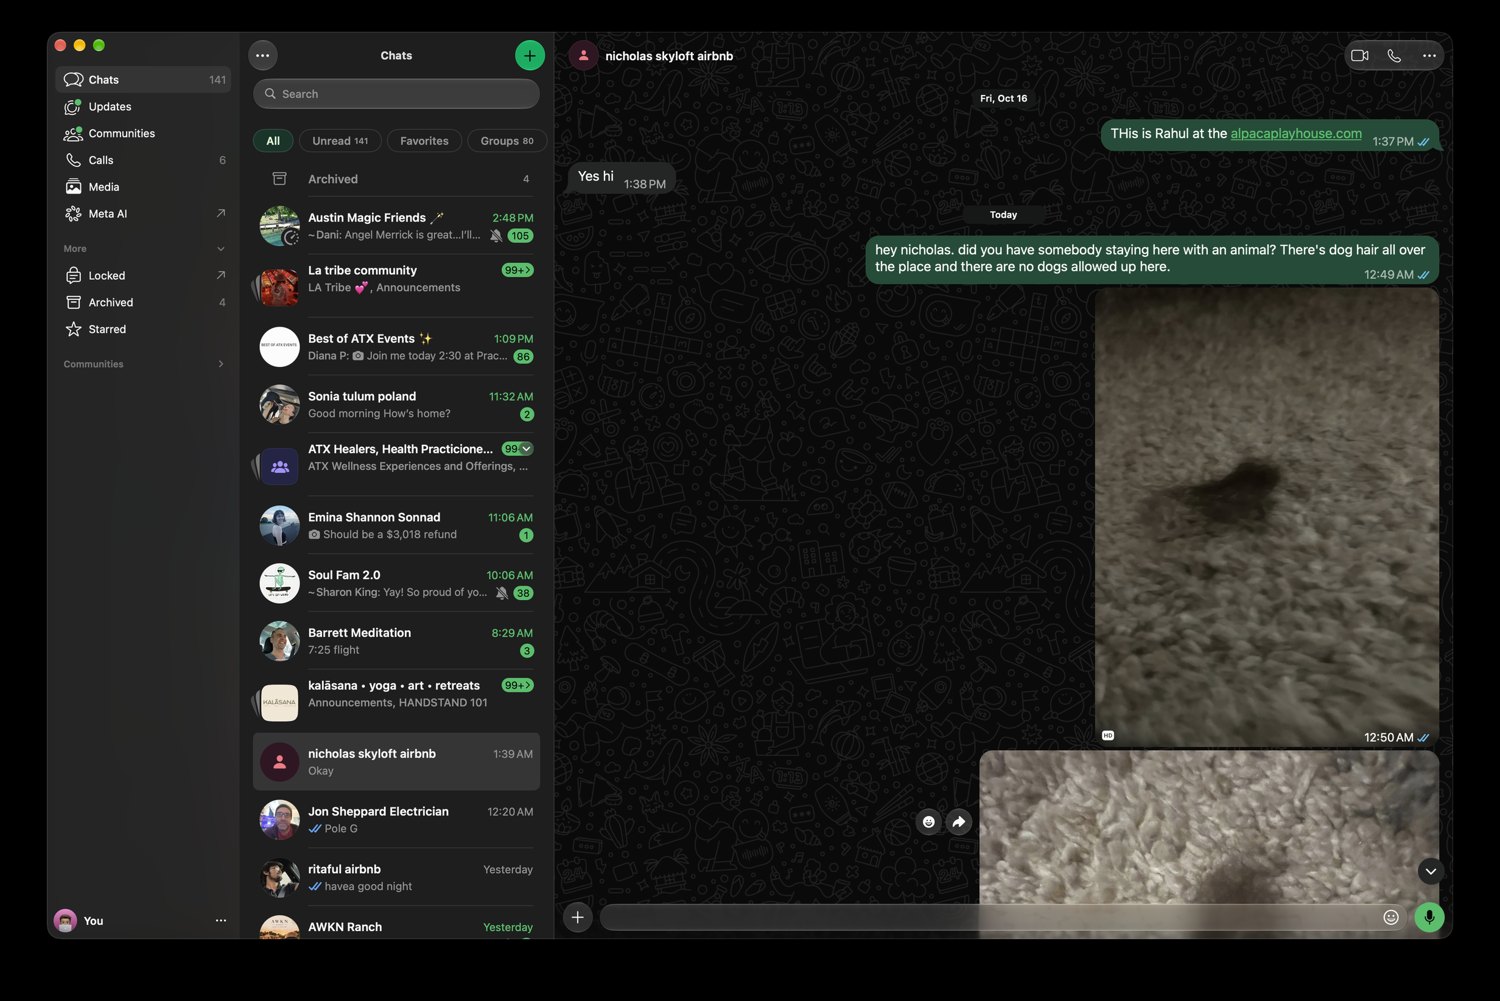 Chats 141
Updates
Communities
Calls 6
Media
Meta AI
More
Locked
Archived 4
Starred
Communities
You
Chats
Search
All
Unread 141
Favorites
Groups 80
Archived 4
Austin Magic Friends 🪄 2:48 PM
~Dani: Angel Merrick is great...I'll... 105
La tribe community 99+
LA Tribe 💕, Announcements
BEST OF ATX EVENTS
Best of ATX Events ✨ 1:09 PM
Diana P: Join me today 2:30 at Prac... 86
Sonia tulum poland 11:32 AM
Good morning How's home? 2
ATX Healers, Health Practicione... 99
ATX Wellness Experiences and Offerings, ...
Emina Shannon Sonnad 11:06 AM
Should be a $3,018 refund 1
Soul Fam 2.0 10:06 AM
~Sharon King: Yay! So proud of yo... 38
Barrett Meditation 8:29 AM
7:25 flight 3
KALĀSANA
kalāsana • yoga • art • retreats 99+
Announcements, HANDSTAND 101
nicholas skyloft airbnb 1:39 AM
Okay
Jon Sheppard Electrician 12:20 AM
Pole G
ritaful airbnb Yesterday
havea good night
AWKN
AWKN Ranch Yesterday
nicholas skyloft airbnb
Fri, Oct 16
THis is Rahul at the alpacaplayhouse.com 1:37 PM
Yes hi 1:38 PM
Today
hey nicholas. did you have somebody staying here with an animal? There's dog hair all over
the place and there are no dogs allowed up here. 12:49 AM
HD
12:50 AM